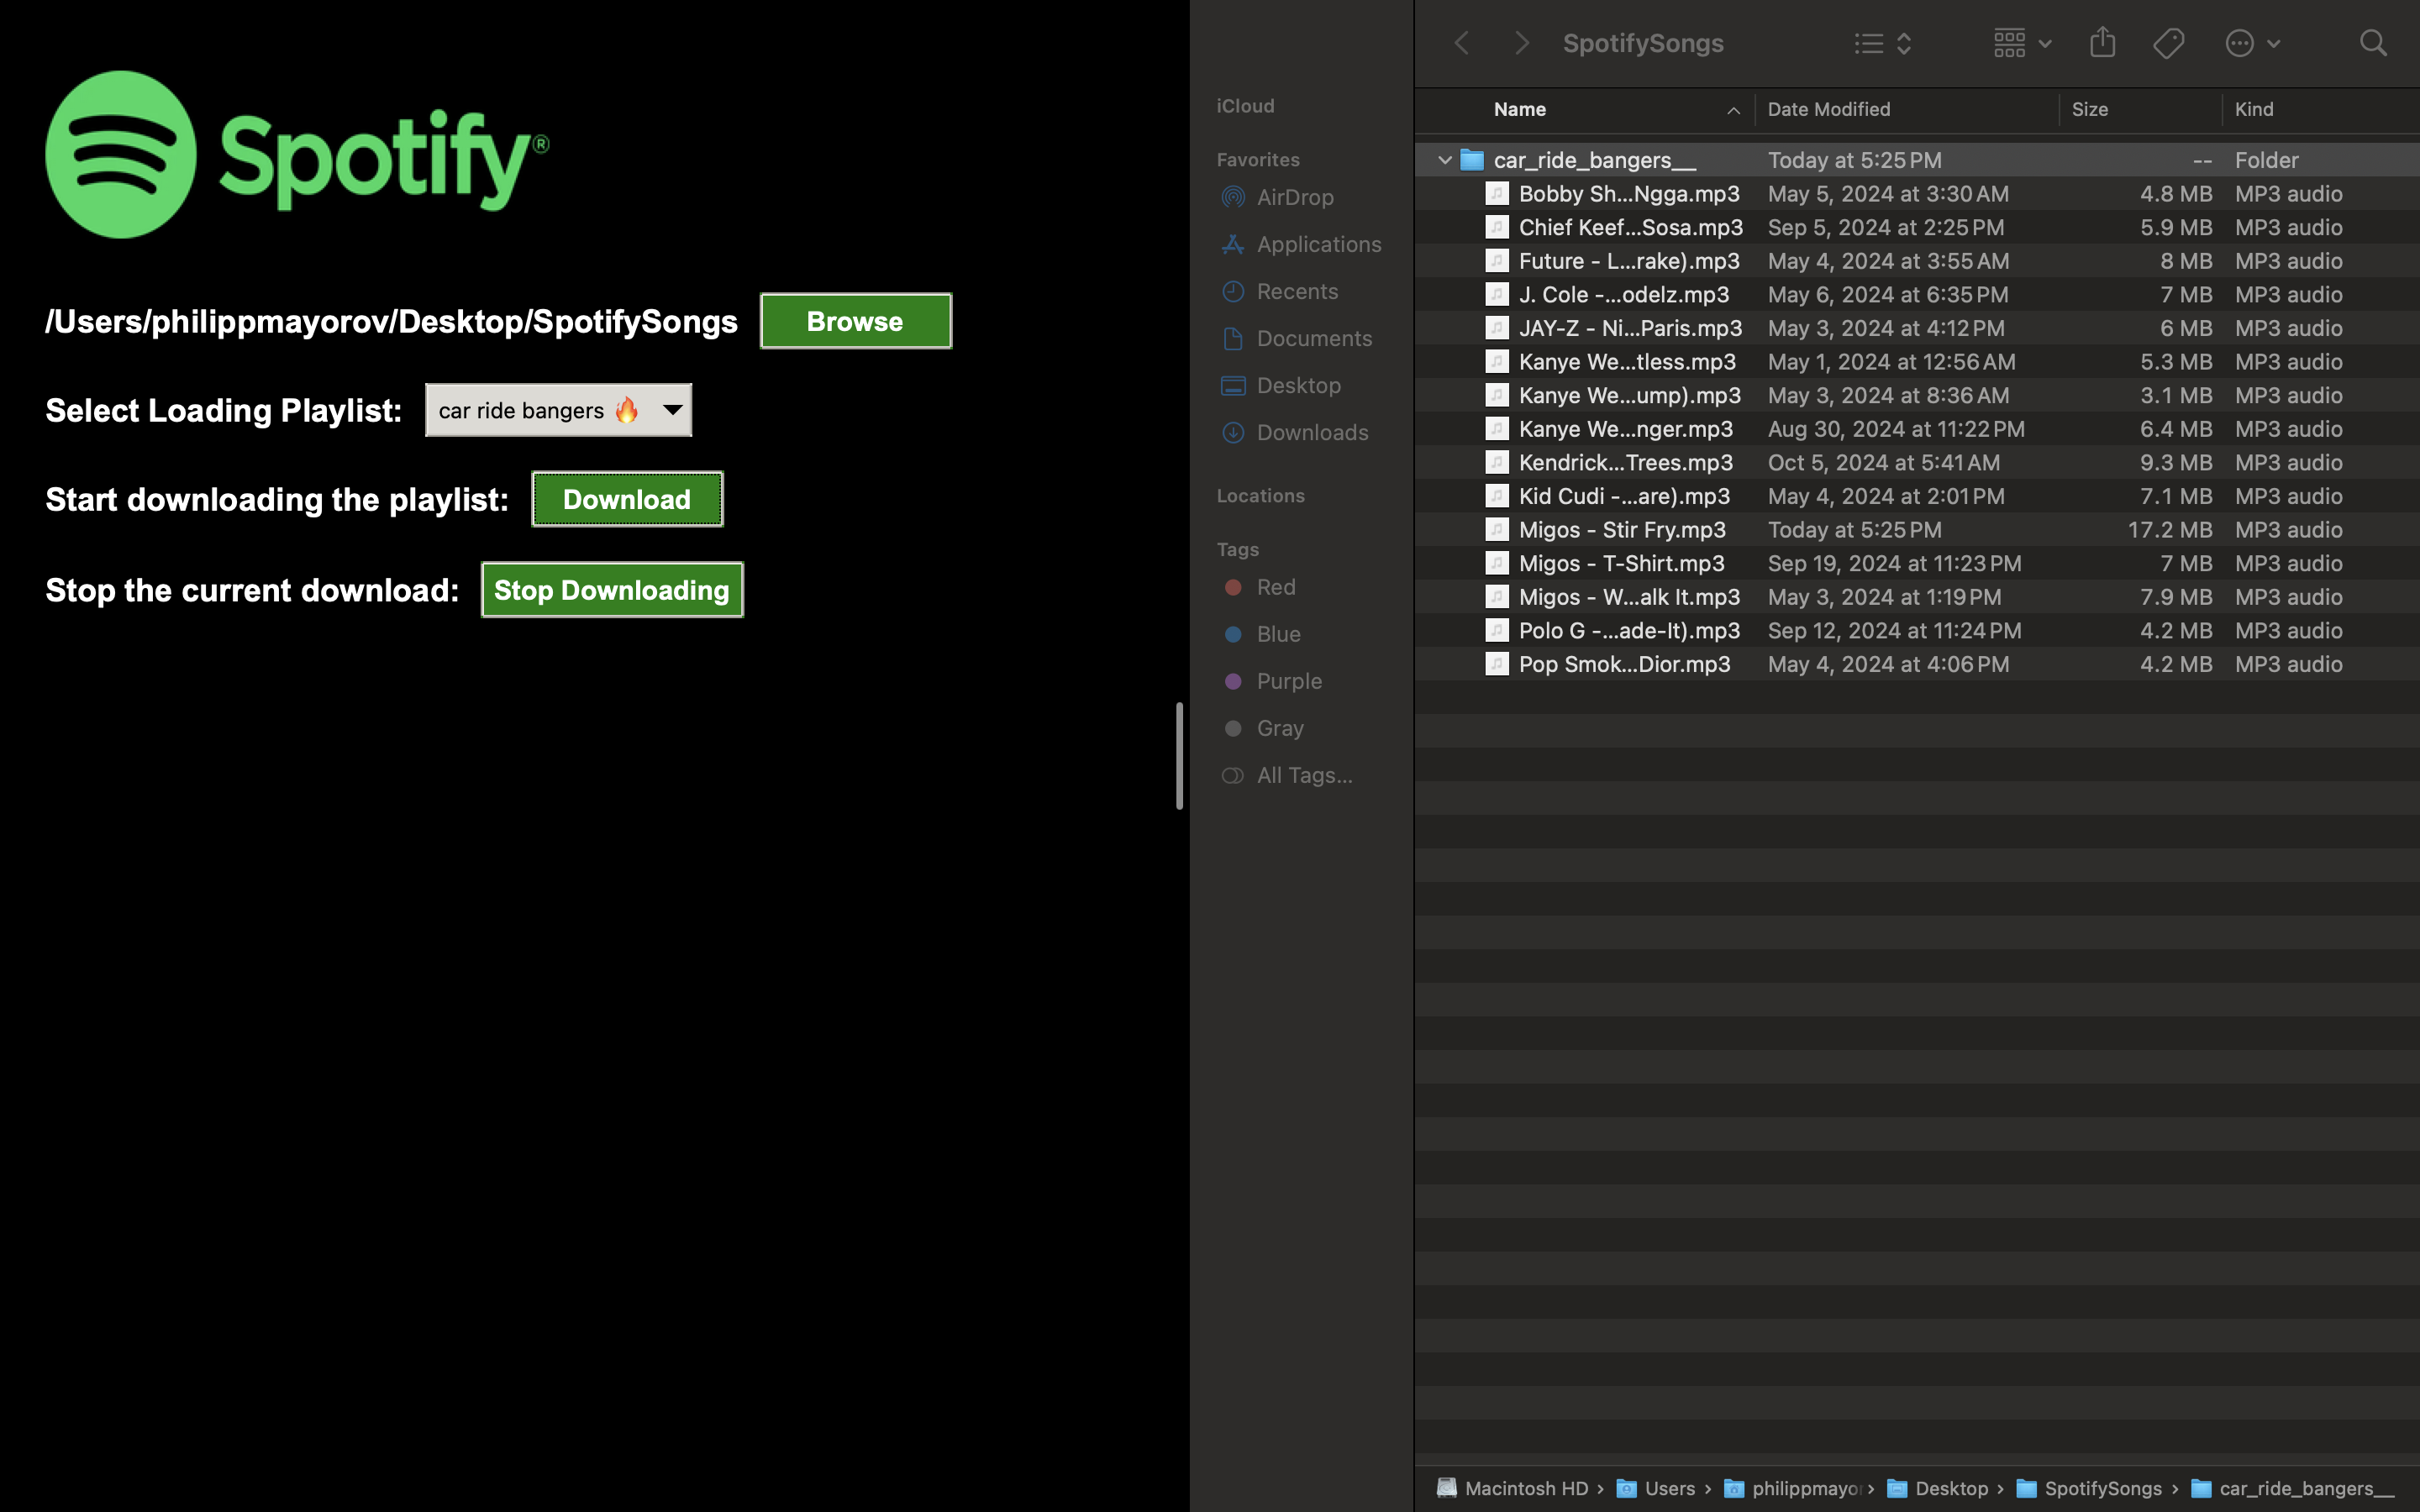 Spotify®
/Users/philippmayorov/Desktop/SpotifySongs Browse
Select Loading Playlist: car ride bangers 🔥
Start downloading the playlist: Download
Stop the current download: Stop Downloading
iCloud
Favorites
AirDrop
Applications
Recents
Documents
Desktop
Downloads
Locations
Tags
Red
Blue
Purple
Gray
All Tags...
SpotifySongs
Name Date Modified Size Kind
car_ride_bangers__ Today at 5:25 PM -- Folder
Bobby Sh...Ngga.mp3 May 5, 2024 at 3:30 AM 4.8 MB MP3 audio
Chief Keef...Sosa.mp3 Sep 5, 2024 at 2:25 PM 5.9 MB MP3 audio
Future - L...rake).mp3 May 4, 2024 at 3:55 AM 8 MB MP3 audio
J. Cole -...odelz.mp3 May 6, 2024 at 6:35 PM 7 MB MP3 audio
JAY-Z - Ni...Paris.mp3 May 3, 2024 at 4:12 PM 6 MB MP3 audio
Kanye We...tless.mp3 May 1, 2024 at 12:56 AM 5.3 MB MP3 audio
Kanye We...ump).mp3 May 3, 2024 at 8:36 AM 3.1 MB MP3 audio
Kanye We...nger.mp3 Aug 30, 2024 at 11:22 PM 6.4 MB MP3 audio
Kendrick...Trees.mp3 Oct 5, 2024 at 5:41 AM 9.3 MB MP3 audio
Kid Cudi -...are).mp3 May 4, 2024 at 2:01 PM 7.1 MB MP3 audio
Migos - Stir Fry.mp3 Today at 5:25 PM 17.2 MB MP3 audio
Migos - T-Shirt.mp3 Sep 19, 2024 at 11:23 PM 7 MB MP3 audio
Migos - W...alk It.mp3 May 3, 2024 at 1:19 PM 7.9 MB MP3 audio
Polo G -...ade-It).mp3 Sep 12, 2024 at 11:24 PM 4.2 MB MP3 audio
Pop Smok...Dior.mp3 May 4, 2024 at 4:06 PM 4.2 MB MP3 audio
Macintosh HD › Users › philippmayor › Desktop › SpotifySongs › car_ride_bangers__